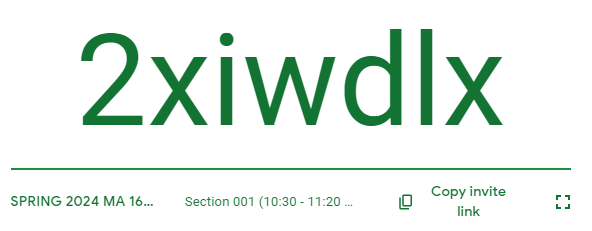 2xiwdlx
SPRING 2024 MA 16... Section 001 (10:30 - 11:20 ... Copy invite
link